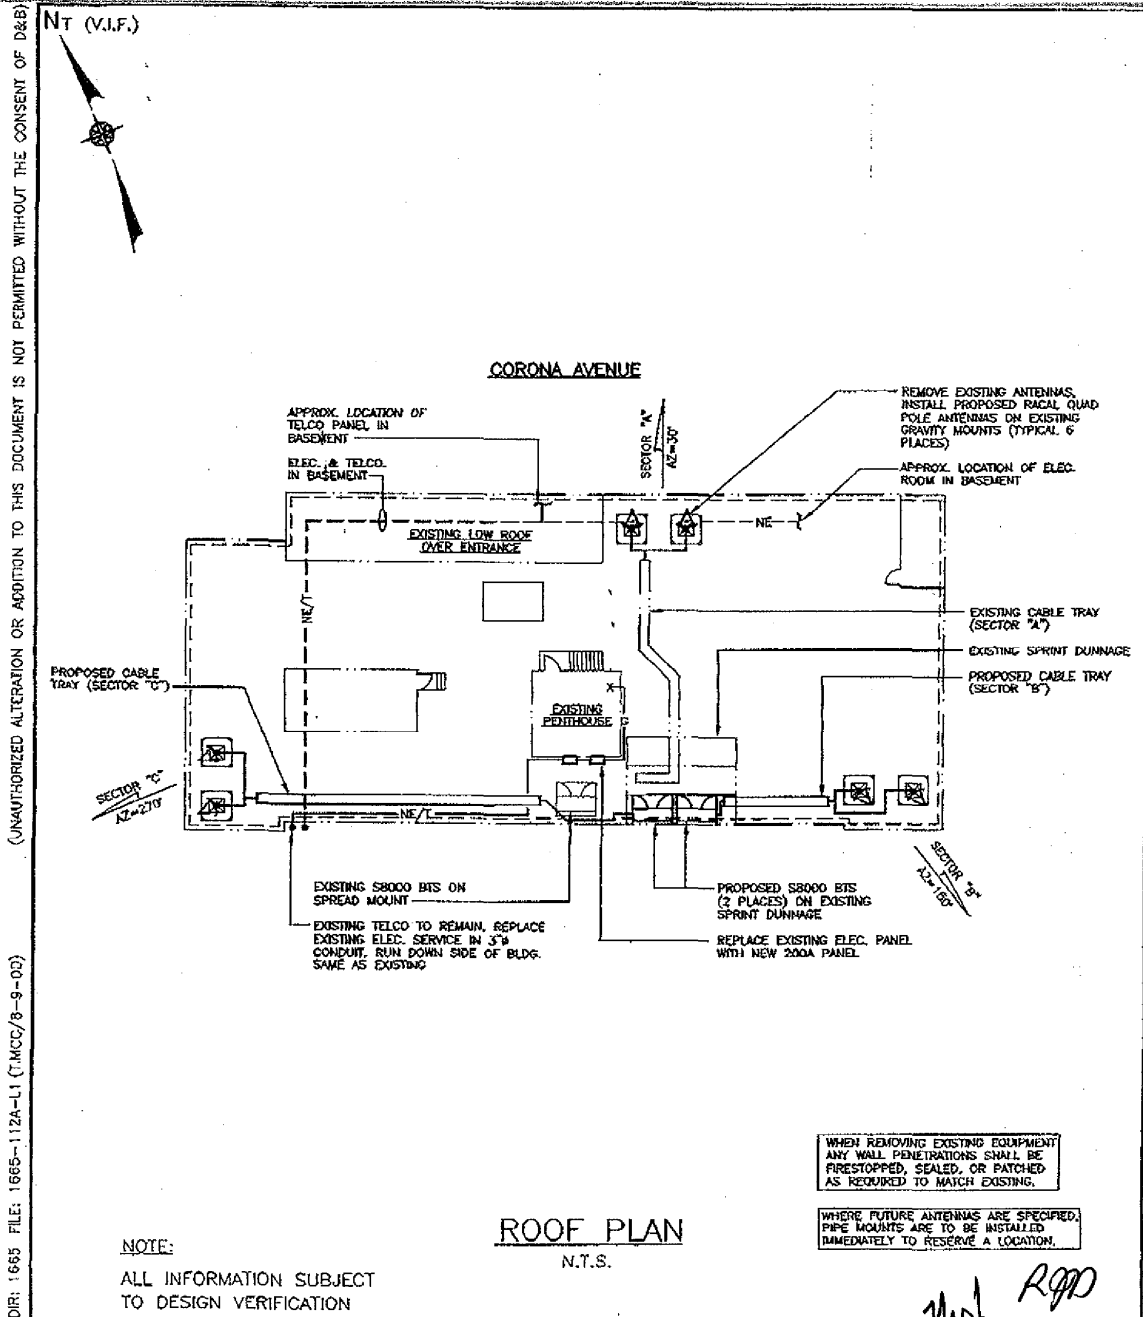 (UNAUTHORIZED ALTERATION OR ADDITION TO THIS DOCUMENT IS NOT PERMITTED WITHOUT THE CONSENT OF D&B)
DIR: 1665 FILE: 1665-112A-L1 (T.MCC/8-9-00)
NT (V.I.F.)
CORONA AVENUE
APPROX. LOCATION OF
TELCO PANEL IN
BASEMENT
ELEC. & TELCO.
IN BASEMENT
SECTOR "A"
AZ=30°
REMOVE EXISTING ANTENNAS,
INSTALL PROPOSED RACAL QUAD
POLE ANTENNAS ON EXISTING
GRAVITY MOUNTS (TYPICAL 6
PLACES)
APPROX. LOCATION OF ELEC.
ROOM IN BASEMENT
NE
EXISTING LOW ROOF
OVER ENTRANCE
NE/T
EXISTING CABLE TRAY
(SECTOR "A")
EXISTING SPRINT DUNNAGE
PROPOSED CABLE TRAY
(SECTOR "B")
PROPOSED CABLE
TRAY (SECTOR "C")
EXISTING
PENTHOUSE
G
SECTOR "C"
AZ=270°
NE/T
SECTOR "B"
AZ=160°
EXISTING S8000 BTS ON
SPREAD MOUNT
EXISTING TELCO TO REMAIN, REPLACE
EXISTING ELEC. SERVICE IN 3"ø
CONDUIT, RUN DOWN SIDE OF BLDG.
SAME AS EXISTING
PROPOSED S8000 BTS
(2 PLACES) ON EXISTING
SPRINT DUNNAGE
REPLACE EXISTING ELEC. PANEL
WITH NEW 200A PANEL
WHEN REMOVING EXISTING EQUIPMENT
ANY WALL PENETRATIONS SHALL BE
FIRESTOPPED, SEALED, OR PATCHED
AS REQUIRED TO MATCH EXISTING.
WHERE FUTURE ANTENNAS ARE SPECIFIED,
PIPE MOUNTS ARE TO BE INSTALLED
IMMEDIATELY TO RESERVE A LOCATION.
ROOF PLAN
N.T.S.
NOTE:
ALL INFORMATION SUBJECT
TO DESIGN VERIFICATION